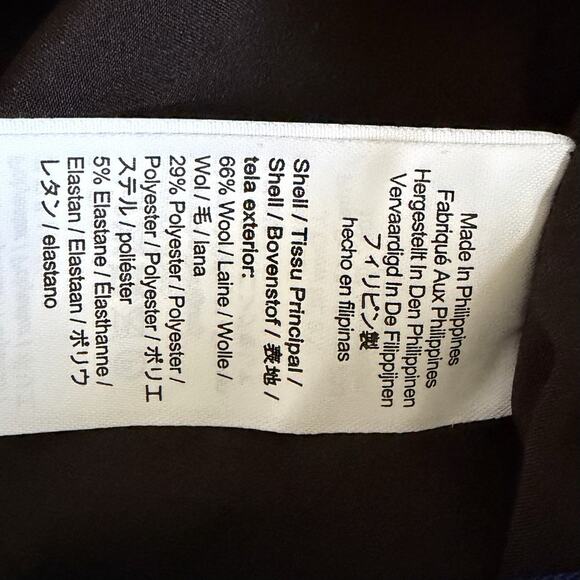 Made In Philippines
Fabriqué Aux Philippines
Hergestellt In Den Philippinen
Vervaardigd In De Filippijnen
フィリピン製
hecho en filipinas
Shell / Tissu Principal /
Shell / Bovenstof / 表地 /
tela exterior:
66% Wool / Laine / Wolle /
Wol / 毛 / lana
29% Polyester / Polyester /
Polyester / Polyester / ポリエ
ステル / poliéster
5% Elastane / Élasthanne /
Elastan / Elastaan / ポリウ
レタン / elastano